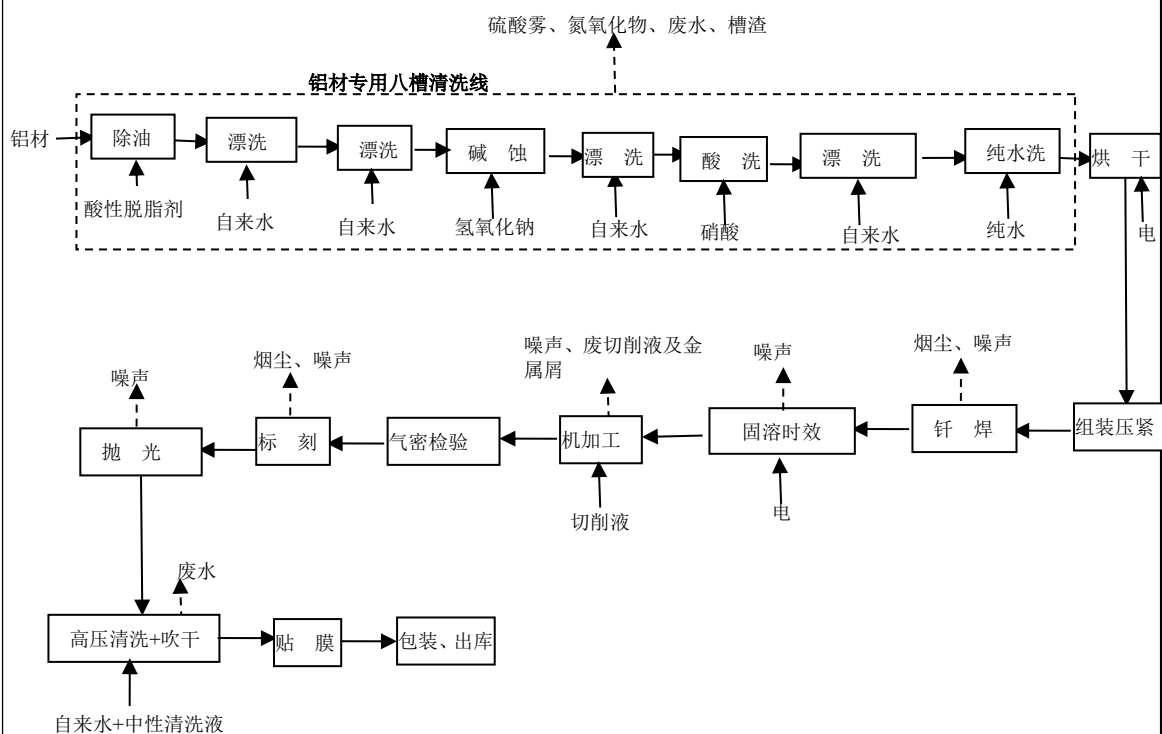 硫酸雾、氮氧化物、废水、槽渣
铝材专用八槽清洗线
铝材
除油
漂洗
漂洗
碱 蚀
漂 洗
酸 洗
漂 洗
纯水洗
烘 干
酸性脱脂剂
自来水
自来水
氢氧化钠
自来水
硝酸
自来水
纯水
电
噪声
烟尘、噪声
噪声、废切削液及金
属屑
噪声
烟尘、噪声
抛 光
标 刻
气密检验
机加工
固溶时效
钎 焊
组装压紧
切削液
电
废水
高压清洗+吹干
贴 膜
包装、出库
自来水+中性清洗液